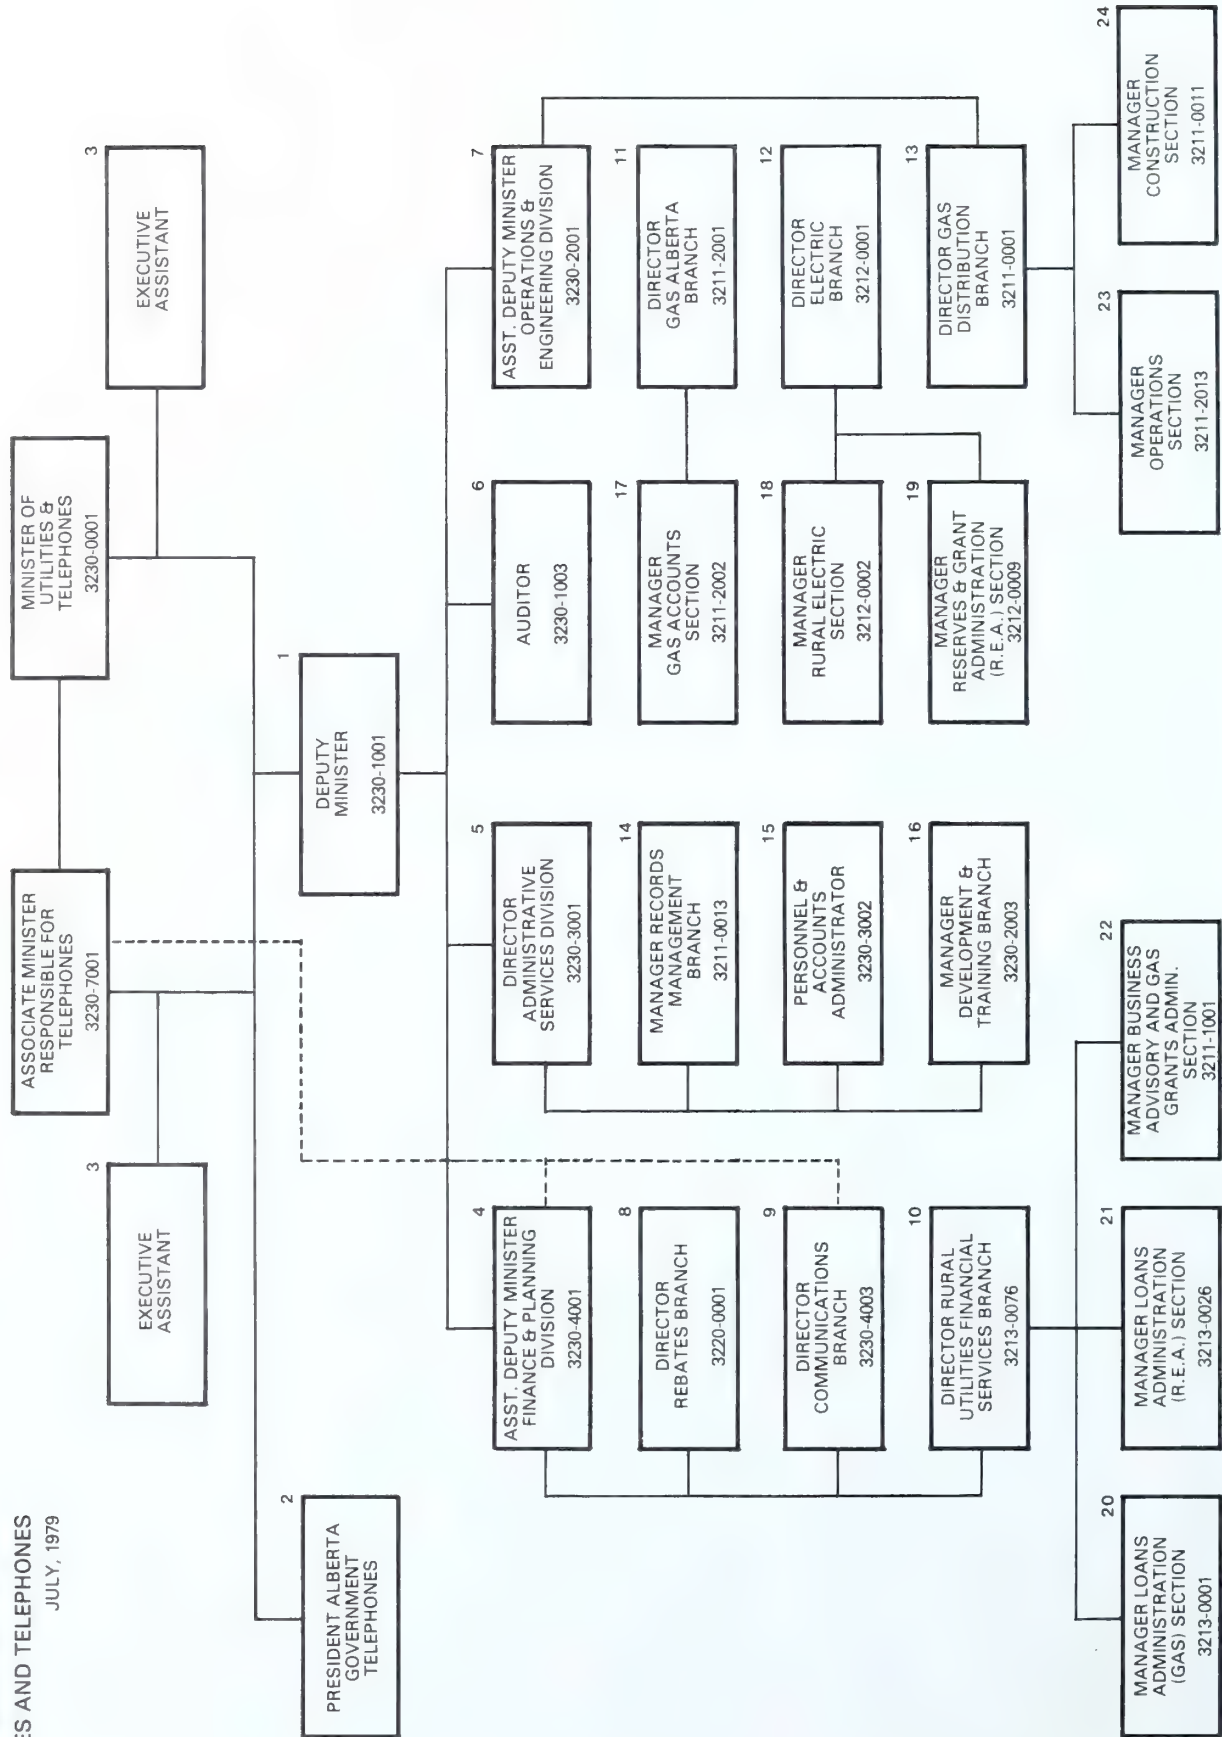 ES AND TELEPHONES
JULY, 1979
ASSOCIATE MINISTER
RESPONSIBLE FOR
TELEPHONES
3230-7001
MINISTER OF
UTILITIES &
TELEPHONES
3230-0001
3
EXECUTIVE
ASSISTANT
3
EXECUTIVE
ASSISTANT
2
PRESIDENT ALBERTA
GOVERNMENT
TELEPHONES
1
DEPUTY
MINISTER
3230-1001
4
ASST. DEPUTY MINISTER
FINANCE & PLANNING
DIVISION
3230-4001
5
DIRECTOR
ADMINISTRATIVE
SERVICES DIVISION
3230-3001
6
AUDITOR
3230-1003
7
ASST. DEPUTY MINISTER
OPERATIONS &
ENGINEERING DIVISION
3230-2001
8
DIRECTOR
REBATES BRANCH
3220-0001
14
MANAGER RECORDS
MANAGEMENT
BRANCH
3211-0013
17
MANAGER
GAS ACCOUNTS
SECTION
3211-2002
11
DIRECTOR
GAS ALBERTA
BRANCH
3211-2001
9
DIRECTOR
COMMUNICATIONS
BRANCH
3230-4003
15
PERSONNEL &
ACCOUNTS
ADMINISTRATOR
3230-3002
18
MANAGER
RURAL ELECTRIC
SECTION
3212-0002
12
DIRECTOR
ELECTRIC
BRANCH
3212-0001
10
DIRECTOR RURAL
UTILITIES FINANCIAL
SERVICES BRANCH
3213-0076
16
MANAGER
DEVELOPMENT &
TRAINING BRANCH
3230-2003
19
MANAGER
RESERVES & GRANT
ADMINISTRATION
(R.E.A.) SECTION
3212-0009
13
DIRECTOR GAS
DISTRIBUTION
BRANCH
3211-0001
20
MANAGER LOANS
ADMINISTRATION
(GAS) SECTION
3213-0001
21
MANAGER LOANS
ADMINISTRATION
(R.E.A.) SECTION
3213-0026
22
MANAGER BUSINESS
ADVISORY AND GAS
GRANTS ADMIN.
SECTION
3211-1001
23
MANAGER
OPERATIONS
SECTION
3211-2013
24
MANAGER
CONSTRUCTION
SECTION
3211-0011